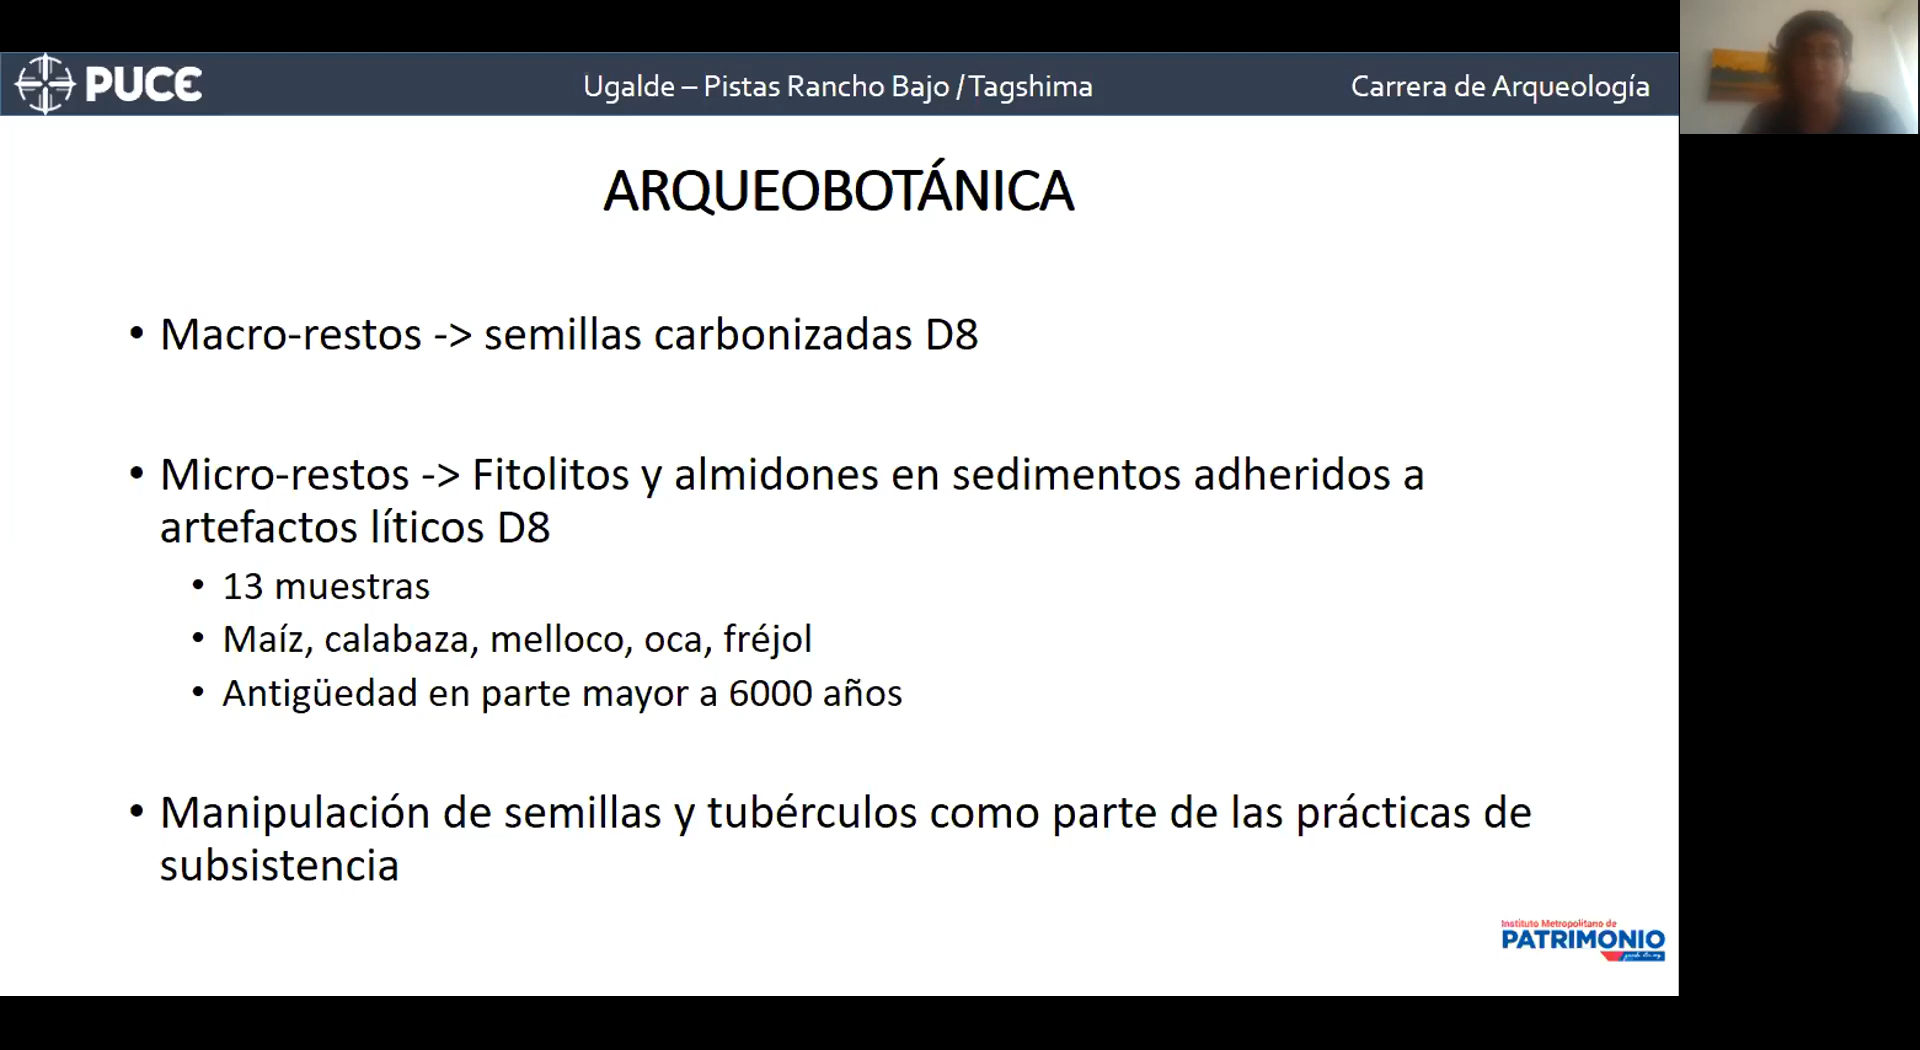 PUCE
Ugalde – Pistas Rancho Bajo / Tagshima
Carrera de Arqueología
ARQUEOBOTÁNICA
• Macro-restos -> semillas carbonizadas D8
• Micro-restos -> Fitolitos y almidones en sedimentos adheridos a
artefactos líticos D8
• 13 muestras
• Maíz, calabaza, melloco, oca, fréjol
• Antigüedad en parte mayor a 6000 años
• Manipulación de semillas y tubérculos como parte de las prácticas de
subsistencia
Instituto Metropolitano de
PATRIMONIO